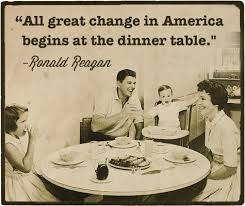 “All great change in America
begins at the dinner table."
-Ronald Reagan